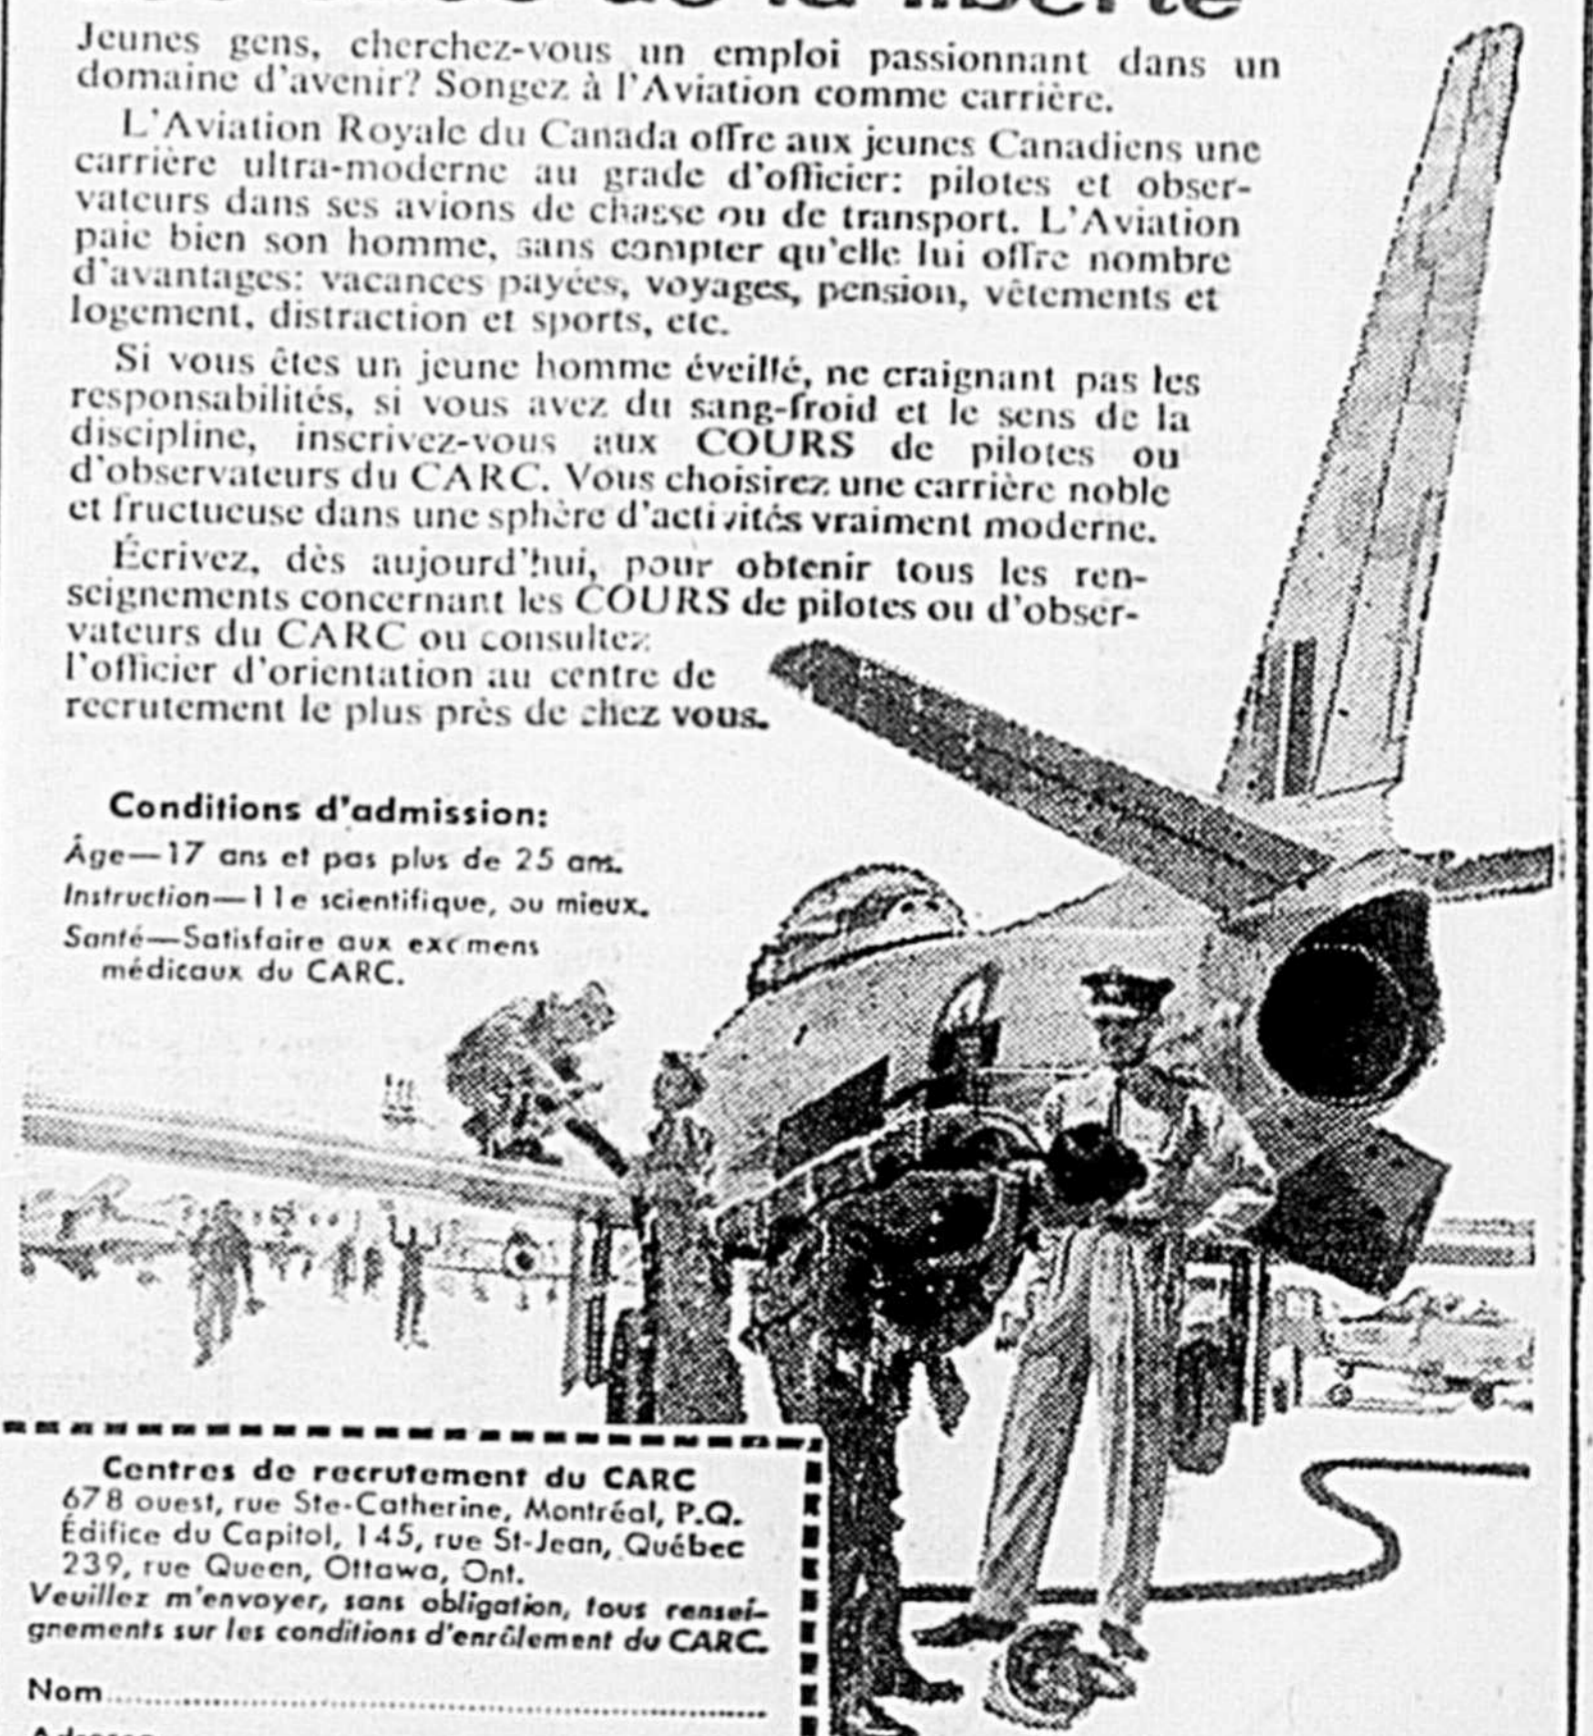 de la liberté
Jeunes gens, cherchez-vous un emploi passionnant dans un
domaine d'avenir? Songez à l'Aviation comme carrière.
L'Aviation Royale du Canada offre aux jeunes Canadiens une
carrière ultra-moderne au grade d'officier: pilotes et obser-
vateurs dans ses avions de chasse ou de transport. L'Aviation
paie bien son homme, sans compter qu'elle lui offre nombre
d'avantages: vacances payées, voyages, pension, vêtements et
logement, distraction et sports, etc.
Si vous êtes un jeune homme éveillé, ne craignant pas les
responsabilités, si vous avez du sang-froid et le sens de la
discipline, inscrivez-vous aux COURS de pilotes ou
d'observateurs du CARC. Vous choisirez une carrière noble
et fructueuse dans une sphère d'activités vraiment moderne.
Écrivez, dès aujourd'hui, pour obtenir tous les ren-
seignements concernant les COURS de pilotes ou d'obser-
vateurs du CARC ou consultez
l'officier d'orientation au centre de
recrutement le plus près de chez vous.
Conditions d'admission:
Âge—17 ans et pas plus de 25 ans.
Instruction—11e scientifique, ou mieux.
Santé—Satisfaire aux examens
médicaux du CARC.
Centres de recrutement du CARC
678 ouest, rue Ste-Catherine, Montréal, P.Q.
Édifice du Capitol, 145, rue St-Jean, Québec
239, rue Queen, Ottawa, Ont.
Veuillez m'envoyer, sans obligation, tous rensei-
gnements sur les conditions d'enrôlement du CARC.
Nom